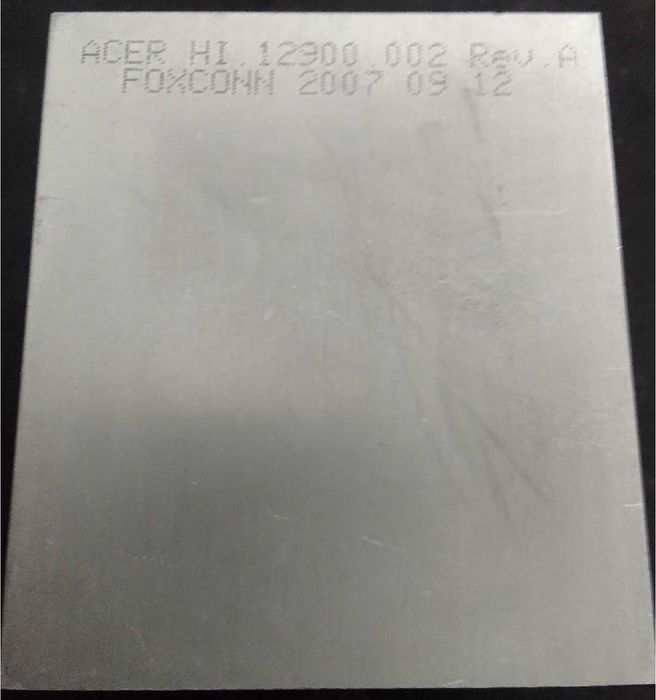 ACER HI.12900.002 Rev.A
FOXCONN 2007 09 12